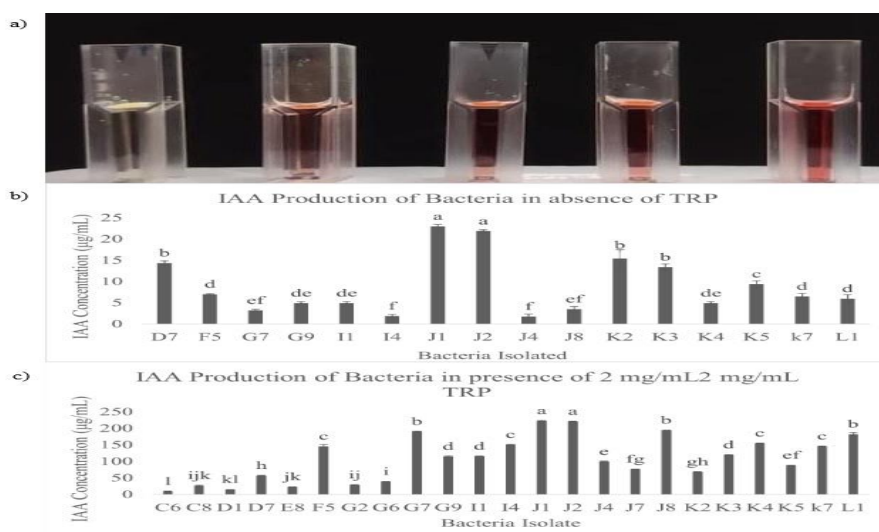 a)
b)
IAA Production of Bacteria in absence of TRP
IAA Concentration (µg/mL)
25
20
15
10
5
0
b d ef de de f a a f ef b b de c d d
D7 F5 G7 G9 I1 I4 J1 J2 J4 J8 K2 K3 K4 K5 k7 L1
Bacteria Isolated
c)
IAA Production of Bacteria in presence of 2 mg/mL2 mg/mL
TRP
IAA Concentration (µg/mL)
250
200
150
100
50
0
l ijk kl h jk c ij i b d d c a a e fg b gh d c ef c b
C6 C8 D1 D7 E8 F5 G2 G6 G7 G9 I1 I4 J1 J2 J4 J7 J8 K2 K3 K4 K5 k7 L1
Bacteria Isolate